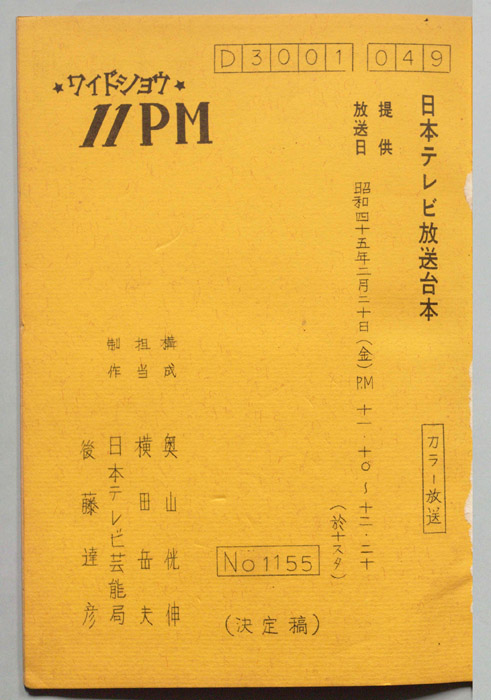 D3001 049
★ワイドショウ★
11PM
日本テレビ放送台本
提供
放送日 昭和四十五年二月二十日(金)P.M 十一・十〇~十二・二十
(於十スタ)
カラー放送
No 1155
(決定稿)
構成 奥山侊伸
担当 横田岳夫
制作 日本テレビ芸能局
後藤達彦